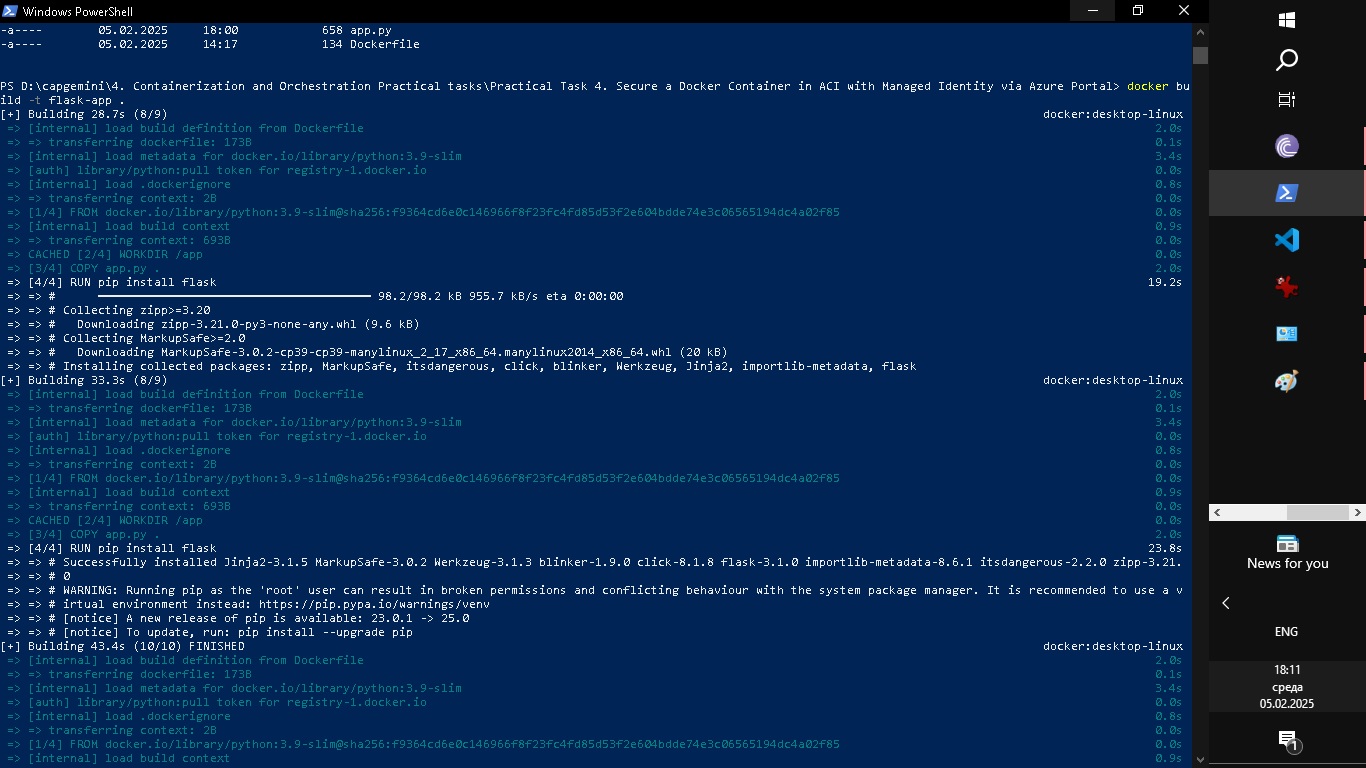 Windows PowerShell
-a---- 05.02.2025 18:00 658 app.py
-a---- 05.02.2025 14:17 134 Dockerfile
PS D:\capgemini\4. Containerization and Orchestration Practical tasks\Practical Task 4. Secure a Docker Container in ACI with Managed Identity via Azure Portal> docker bu
ild -t flask-app .
[+] Building 28.7s (8/9) docker:desktop-linux
=> [internal] load build definition from Dockerfile 2.0s
=> => transferring dockerfile: 173B 0.1s
=> [internal] load metadata for docker.io/library/python:3.9-slim 3.4s
=> [auth] library/python:pull token for registry-1.docker.io 0.0s
=> [internal] load .dockerignore 0.8s
=> => transferring context: 2B 0.0s
=> [1/4] FROM docker.io/library/python:3.9-slim@sha256:f9364cd6e0c146966f8f23fc4fd85d53f2e604bdde74e3c06565194dc4a02f85 0.0s
=> [internal] load build context 0.9s
=> => transferring context: 693B 0.0s
=> CACHED [2/4] WORKDIR /app 0.0s
=> [3/4] COPY app.py . 2.0s
=> [4/4] RUN pip install flask 19.2s
=> => # 98.2/98.2 kB 955.7 kB/s eta 0:00:00
=> => # Collecting zipp>=3.20
=> => # Downloading zipp-3.21.0-py3-none-any.whl (9.6 kB)
=> => # Collecting MarkupSafe>=2.0
=> => # Downloading MarkupSafe-3.0.2-cp39-cp39-manylinux_2_17_x86_64.manylinux2014_x86_64.whl (20 kB)
=> => # Installing collected packages: zipp, MarkupSafe, itsdangerous, click, blinker, Werkzeug, Jinja2, importlib-metadata, flask
[+] Building 33.3s (8/9) docker:desktop-linux
=> [internal] load build definition from Dockerfile 2.0s
=> => transferring dockerfile: 173B 0.1s
=> [internal] load metadata for docker.io/library/python:3.9-slim 3.4s
=> [auth] library/python:pull token for registry-1.docker.io 0.0s
=> [internal] load .dockerignore 0.8s
=> => transferring context: 2B 0.0s
=> [1/4] FROM docker.io/library/python:3.9-slim@sha256:f9364cd6e0c146966f8f23fc4fd85d53f2e604bdde74e3c06565194dc4a02f85 0.0s
=> [internal] load build context 0.9s
=> => transferring context: 693B 0.0s
=> CACHED [2/4] WORKDIR /app 0.0s
=> [3/4] COPY app.py . 2.0s
=> [4/4] RUN pip install flask 23.8s
=> => # Successfully installed Jinja2-3.1.5 MarkupSafe-3.0.2 Werkzeug-3.1.3 blinker-1.9.0 click-8.1.8 flask-3.1.0 importlib-metadata-8.6.1 itsdangerous-2.2.0 zipp-3.21.
=> => # 0
=> => # WARNING: Running pip as the 'root' user can result in broken permissions and conflicting behaviour with the system package manager. It is recommended to use a v
=> => # irtual environment instead: https://pip.pypa.io/warnings/venv
=> => # [notice] A new release of pip is available: 23.0.1 -> 25.0
=> => # [notice] To update, run: pip install --upgrade pip
[+] Building 43.4s (10/10) FINISHED docker:desktop-linux
=> [internal] load build definition from Dockerfile 2.0s
=> => transferring dockerfile: 173B 0.1s
=> [internal] load metadata for docker.io/library/python:3.9-slim 3.4s
=> [auth] library/python:pull token for registry-1.docker.io 0.0s
=> [internal] load .dockerignore 0.8s
=> => transferring context: 2B 0.0s
=> [1/4] FROM docker.io/library/python:3.9-slim@sha256:f9364cd6e0c146966f8f23fc4fd85d53f2e604bdde74e3c06565194dc4a02f85 0.0s
=> [internal] load build context 0.9s
News for you
ENG
18:11
среда
05.02.2025
1